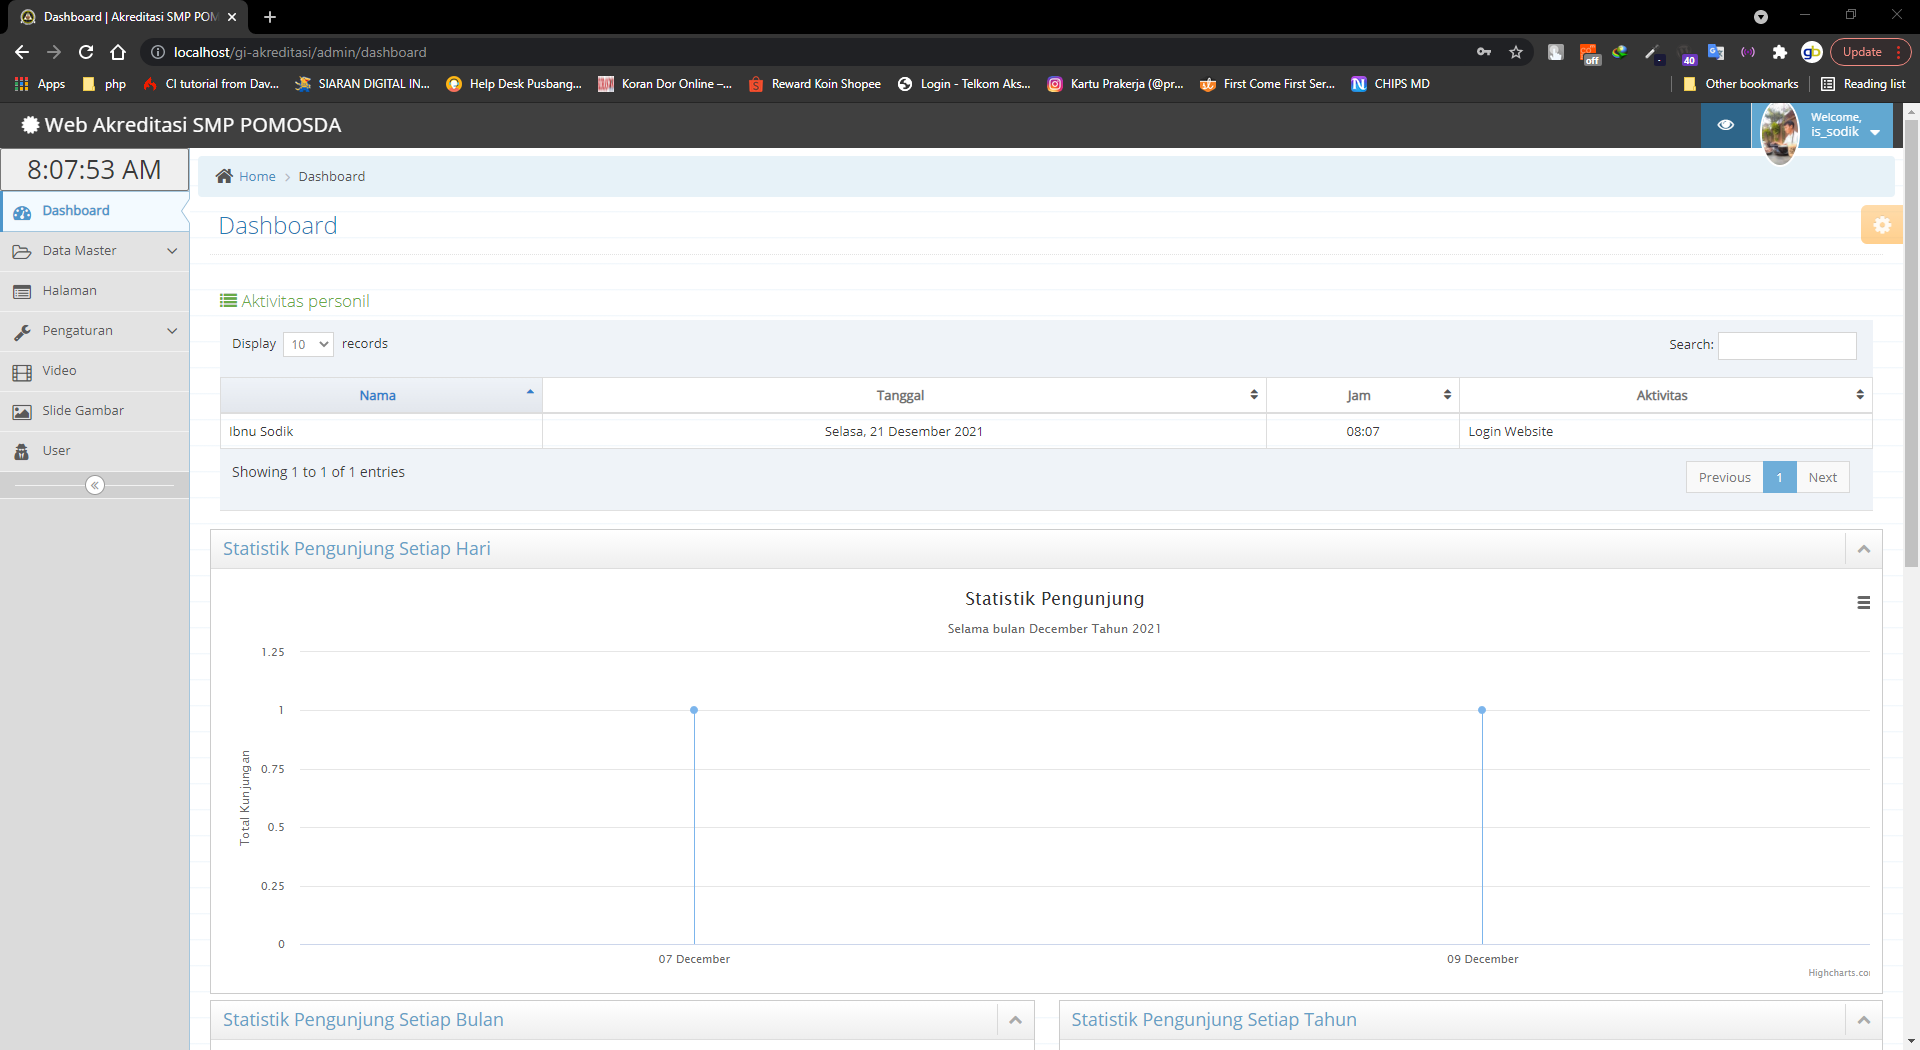 Dashboard | Akreditasi SMP POM
localhost/gi-akreditasi/admin/dashboard
off
40
gb
Update
Apps
php
CI tutorial from Dav...
SIARAN DIGITAL IN...
Help Desk Pusbang...
Koran Dor Online –...
Reward Koin Shopee
Login - Telkom Aks...
Kartu Prakerja (@pr...
First Come First Ser...
CHIPS MD
Other bookmarks
Reading list
Web Akreditasi SMP POMOSDA
Welcome,
is_sodik
8:07:53 AM
Home
Dashboard
Dashboard
Data Master
Halaman
Pengaturan
Video
Slide Gambar
User
Dashboard
Aktivitas personil
Display 10 records
Search:
Nama Tanggal Jam Aktivitas
Ibnu Sodik Selasa, 21 Desember 2021 08:07 Login Website
Showing 1 to 1 of 1 entries
Previous 1 Next
Statistik Pengunjung Setiap Hari
Statistik Pengunjung
Selama bulan December Tahun 2021
Total Kunjungan
1.25
1
0.75
0.5
0.25
0
07 December
09 December
Highcharts.co
Statistik Pengunjung Setiap Bulan
Statistik Pengunjung Setiap Tahun